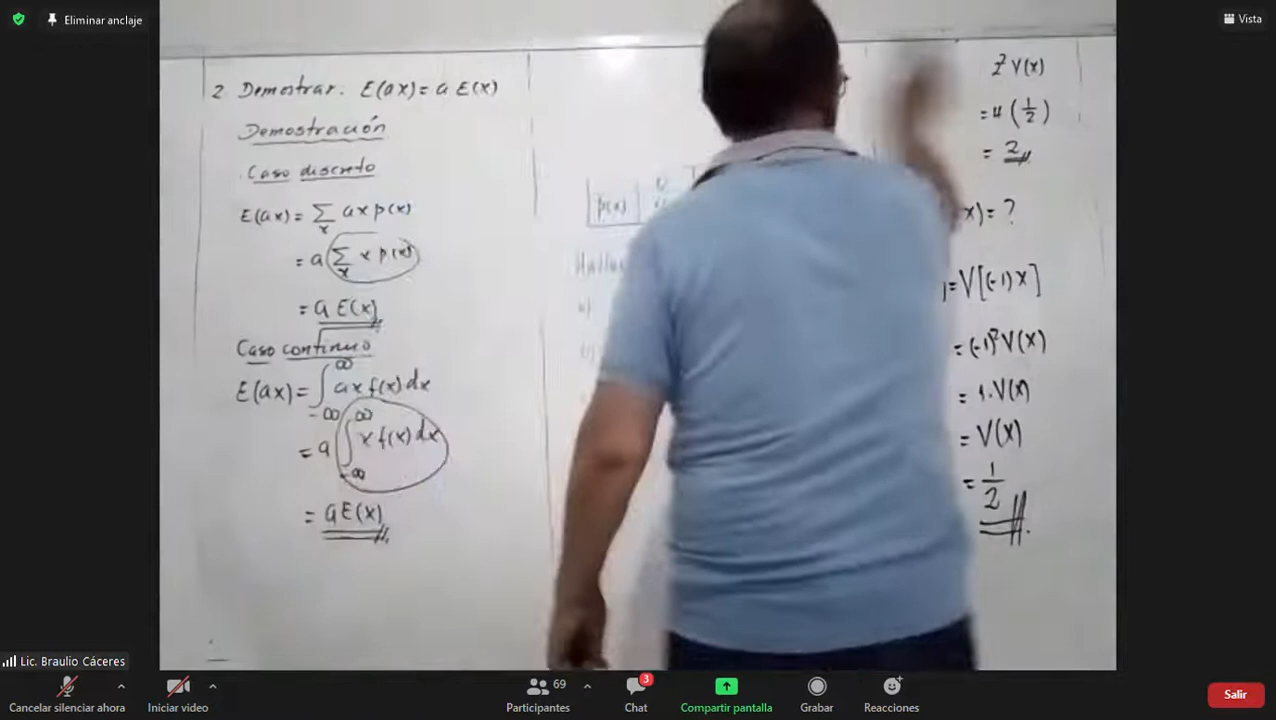 Eliminar anclaje
Vista
2 Demostrar. E(ax) = a E(x)
Demostración
Caso discreto
E(ax) = ∑ₓ ax p(x)
= a ∑ₓ x p(x)
= a E(x)
Caso continuo
E(ax) = ∫₋∞^∞ ax f(x) dx
= a ∫₋∞^∞ x f(x) dx
= a E(x)
p(x)
a)
V(x)
= 4 (1/2)
= 2
x) = ?
= V[(-1)X]
= (-1)² V(X)
= 1·V(X)
= V(X)
= 1/2
Lic. Braulio Cáceres
Cancelar silenciar ahora
Iniciar video
69
Participantes
3
Chat
Compartir pantalla
Grabar
Reacciones
Salir